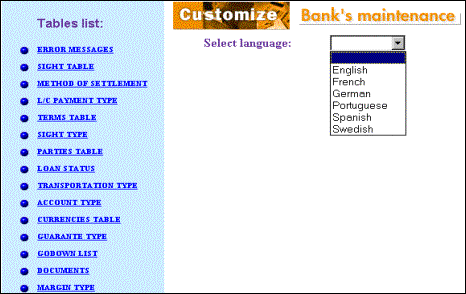 Customize Bank's maintenance
Tables list:
ERROR MESSAGES
SIGHT TABLE
METHOD OF SETTLEMENT
L/C PAYMENT TYPE
TERMS TABLE
SIGHT TYPE
PARTIES TABLE
LOAN STATUS
TRANSPORTATION TYPE
ACCOUNT TYPE
CURRENCIES TABLE
GUARANTE TYPE
GODOWN LIST
DOCUMENTS
MARGIN TYPE
Select language:
English
French
German
Portuguese
Spanish
Swedish